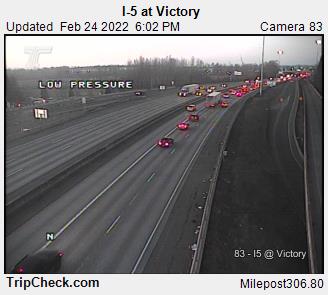 I-5 at Victory
Updated Feb 24 2022 6:02 PM Camera 83
LOW PRESSURE
N
83 - I5 @ Victory
TripCheck.com Milepost306.80